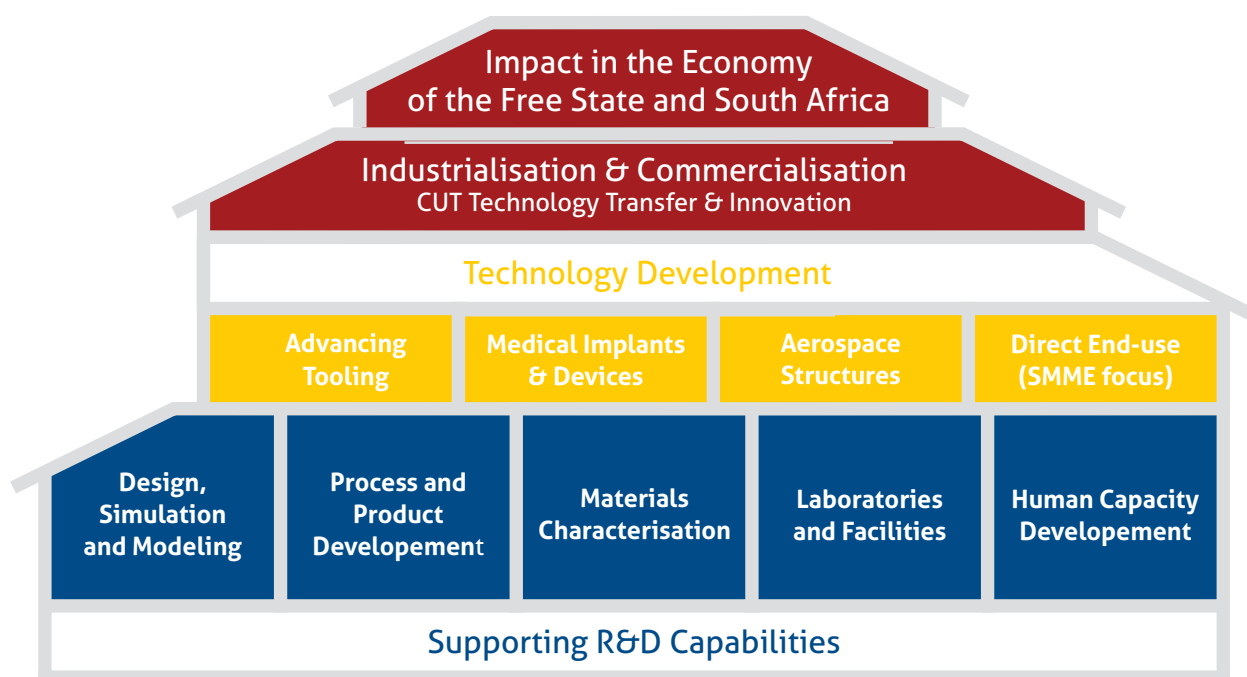 Impact in the Economy
of the Free State and South Africa
Industrialisation & Commercialisation
CUT Technology Transfer & Innovation
Technology Development
Advancing
Tooling
Medical Implants
& Devices
Aerospace
Structures
Direct End-use
(SMME focus)
Design,
Simulation
and Modeling
Process and
Product
Developement
Materials
Characterisation
Laboratories
and Facilities
Human Capacity
Developement
Supporting R&D Capabilities